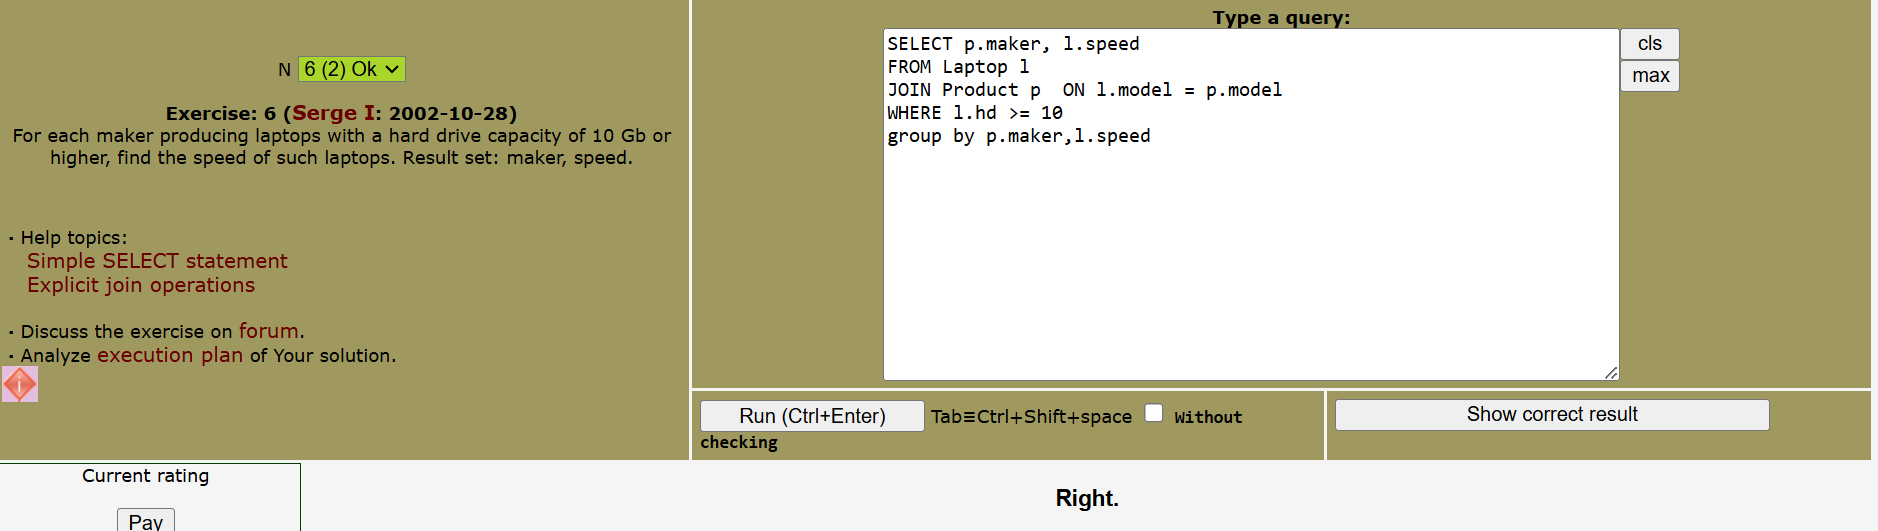 N 6 (2) Ok
Exercise: 6 (Serge I: 2002-10-28)
For each maker producing laptops with a hard drive capacity of 10 Gb or
higher, find the speed of such laptops. Result set: maker, speed.
· Help topics:
Simple SELECT statement
Explicit join operations
· Discuss the exercise on forum.
· Analyze execution plan of Your solution.
i
Type a query:
SELECT p.maker, l.speed
FROM Laptop l
JOIN Product p  ON l.model = p.model
WHERE l.hd >= 10
group by p.maker,l.speed
cls
max
Run (Ctrl+Enter) Tab≡Ctrl+Shift+space Without
checking
Show correct result
Current rating
Pay
Right.